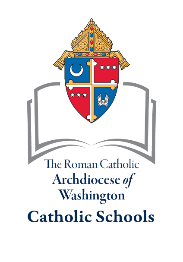 The Roman Catholic
Archdiocese of
Washington
Catholic Schools